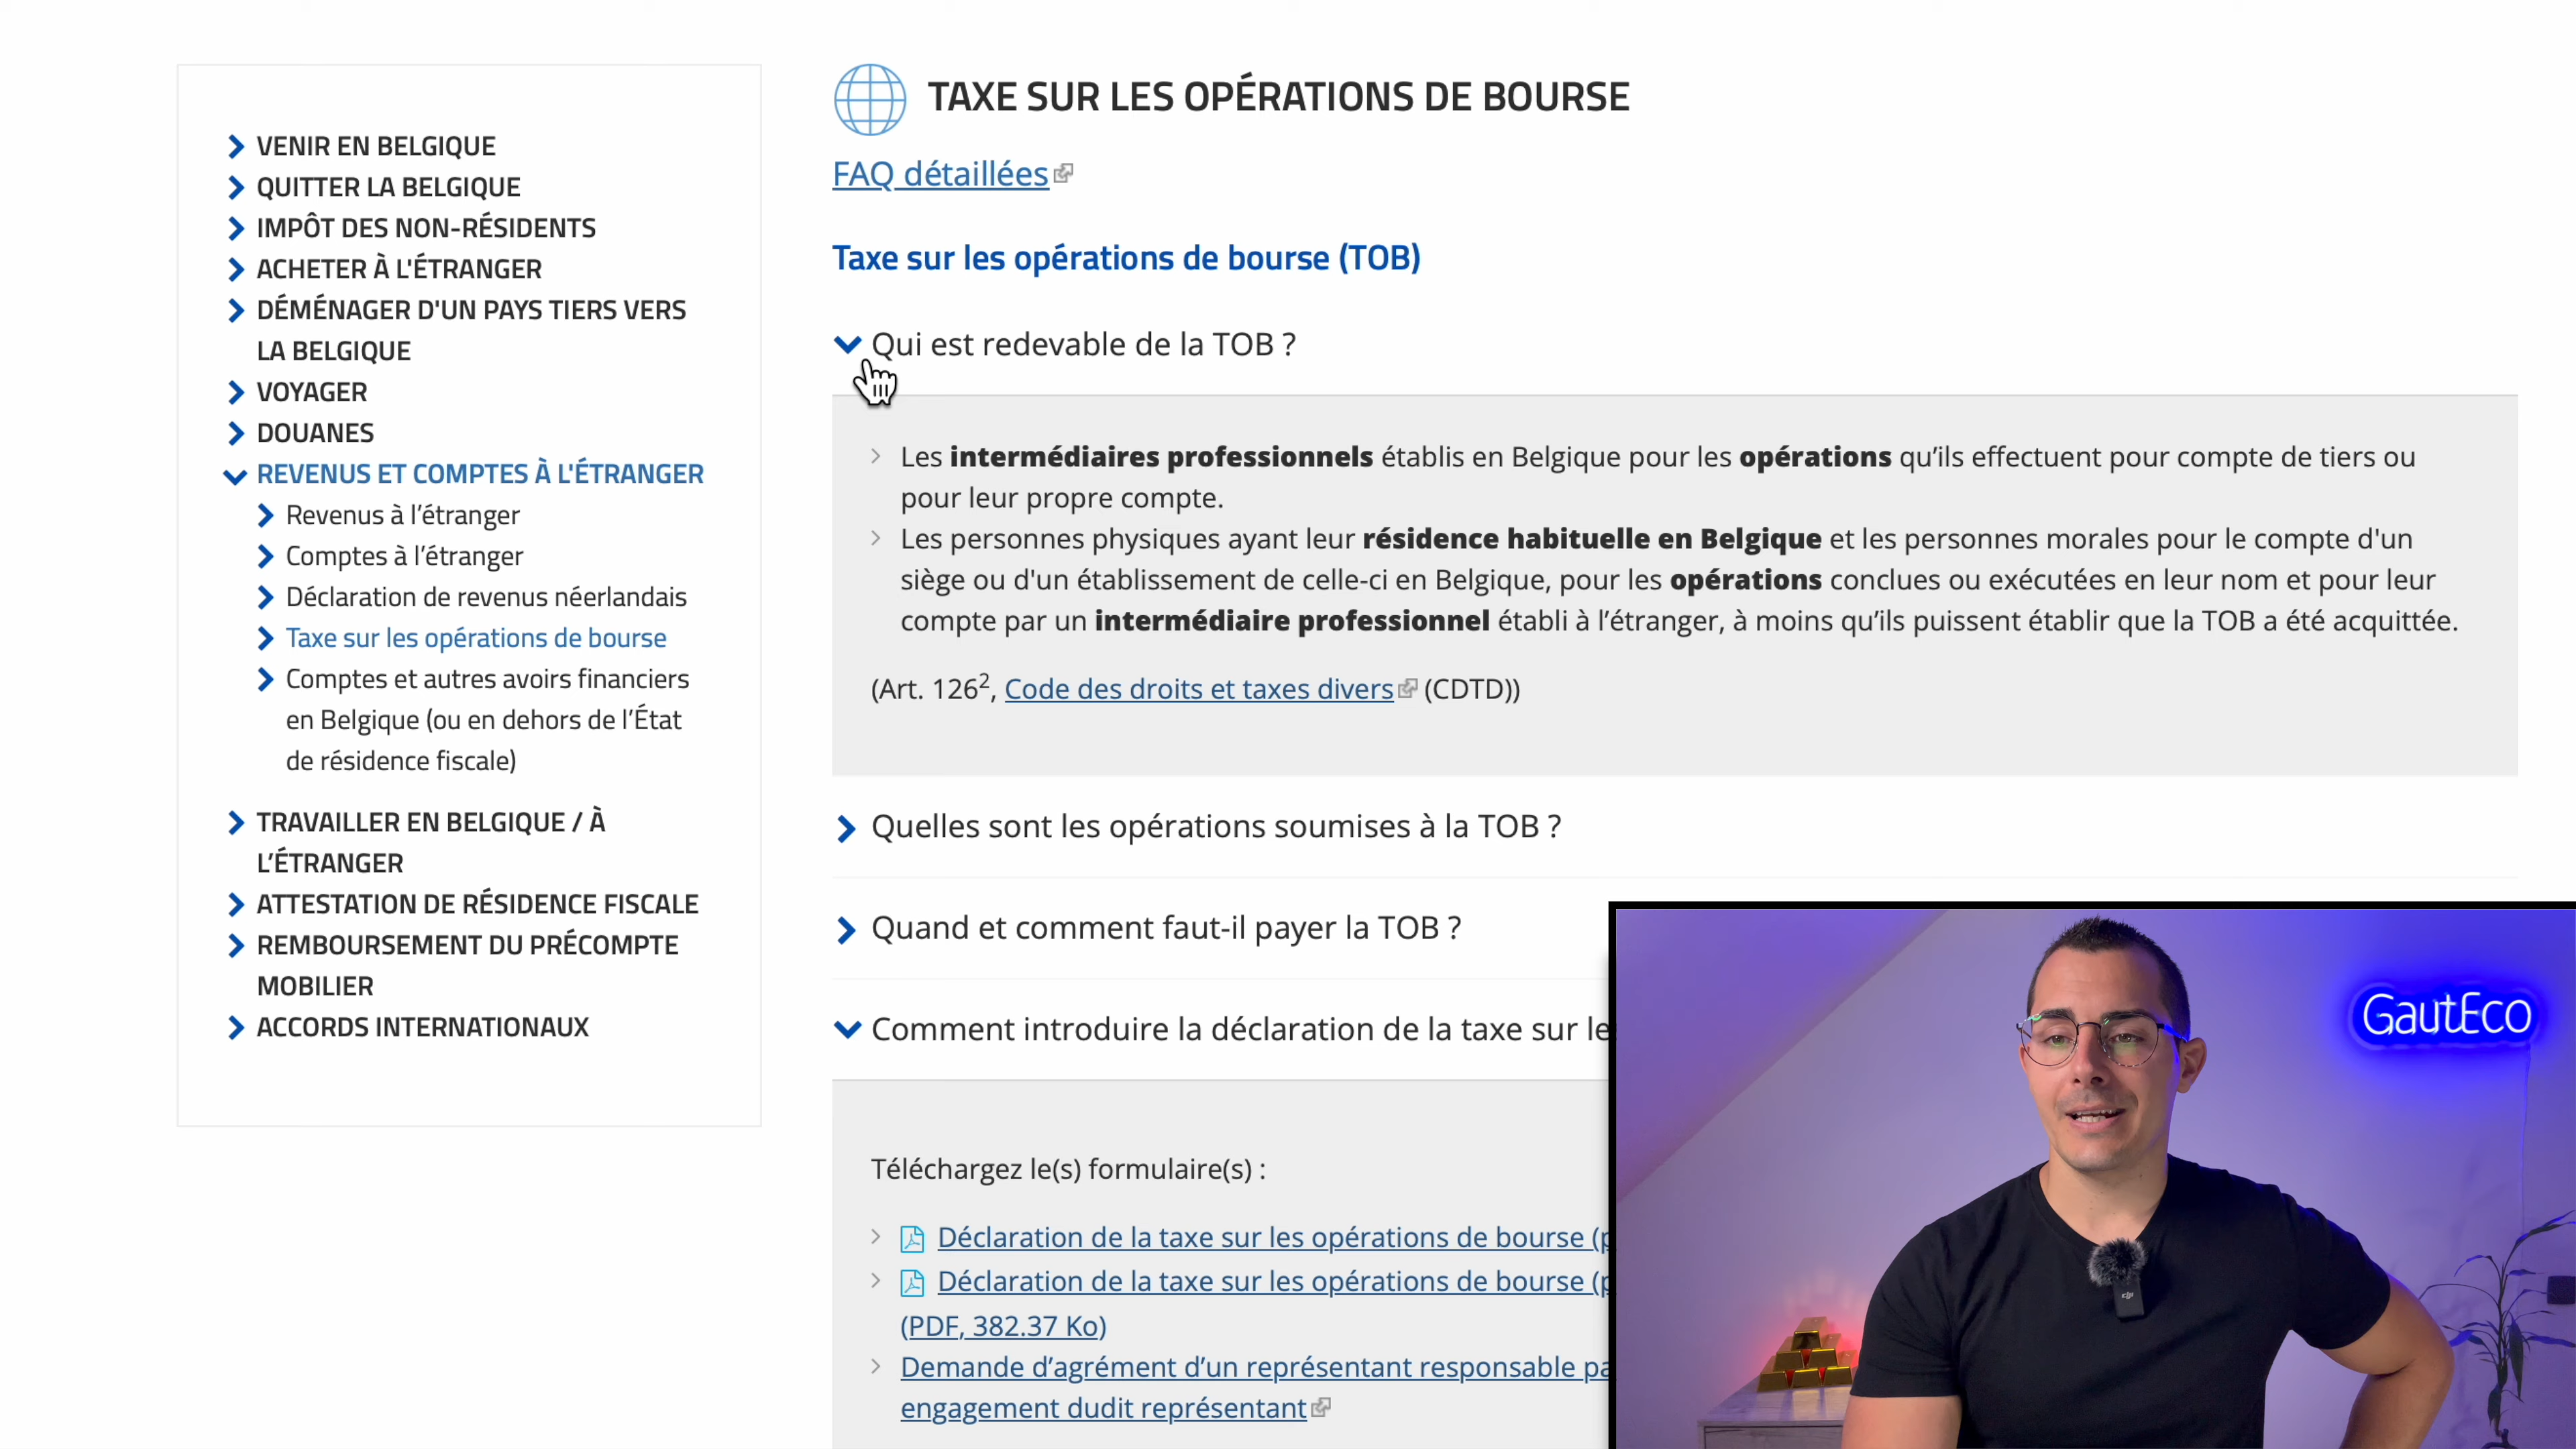 VENIR EN BELGIQUE
QUITTER LA BELGIQUE
IMPÔT DES NON-RÉSIDENTS
ACHETER À L'ÉTRANGER
DÉMÉNAGER D'UN PAYS TIERS VERS
LA BELGIQUE
VOYAGER
DOUANES
REVENUS ET COMPTES À L'ÉTRANGER
Revenus à l’étranger
Comptes à l’étranger
Déclaration de revenus néerlandais
Taxe sur les opérations de bourse
Comptes et autres avoirs financiers
en Belgique (ou en dehors de l’État
de résidence fiscale)
TRAVAILLER EN BELGIQUE / À
L’ÉTRANGER
ATTESTATION DE RÉSIDENCE FISCALE
REMBOURSEMENT DU PRÉCOMPTE
MOBILIER
ACCORDS INTERNATIONAUX
TAXE SUR LES OPÉRATIONS DE BOURSE
FAQ détaillées
Taxe sur les opérations de bourse (TOB)
Qui est redevable de la TOB ?
Les intermédiaires professionnels établis en Belgique pour les opérations qu’ils effectuent pour compte de tiers ou
pour leur propre compte.
Les personnes physiques ayant leur résidence habituelle en Belgique et les personnes morales pour le compte d'un
siège ou d'un établissement de celle-ci en Belgique, pour les opérations conclues ou exécutées en leur nom et pour leur
compte par un intermédiaire professionnel établi à l’étranger, à moins qu’ils puissent établir que la TOB a été acquittée.
(Art. 126², Code des droits et taxes divers (CDTD))
Quelles sont les opérations soumises à la TOB ?
Quand et comment faut-il payer la TOB ?
Comment introduire la déclaration de la taxe sur le
Téléchargez le(s) formulaire(s) :
Déclaration de la taxe sur les opérations de bourse (p
Déclaration de la taxe sur les opérations de bourse (p
(PDF, 382.37 Ko)
Demande d’agrément d’un représentant responsable pa
engagement dudit représentant
GautEco
dji